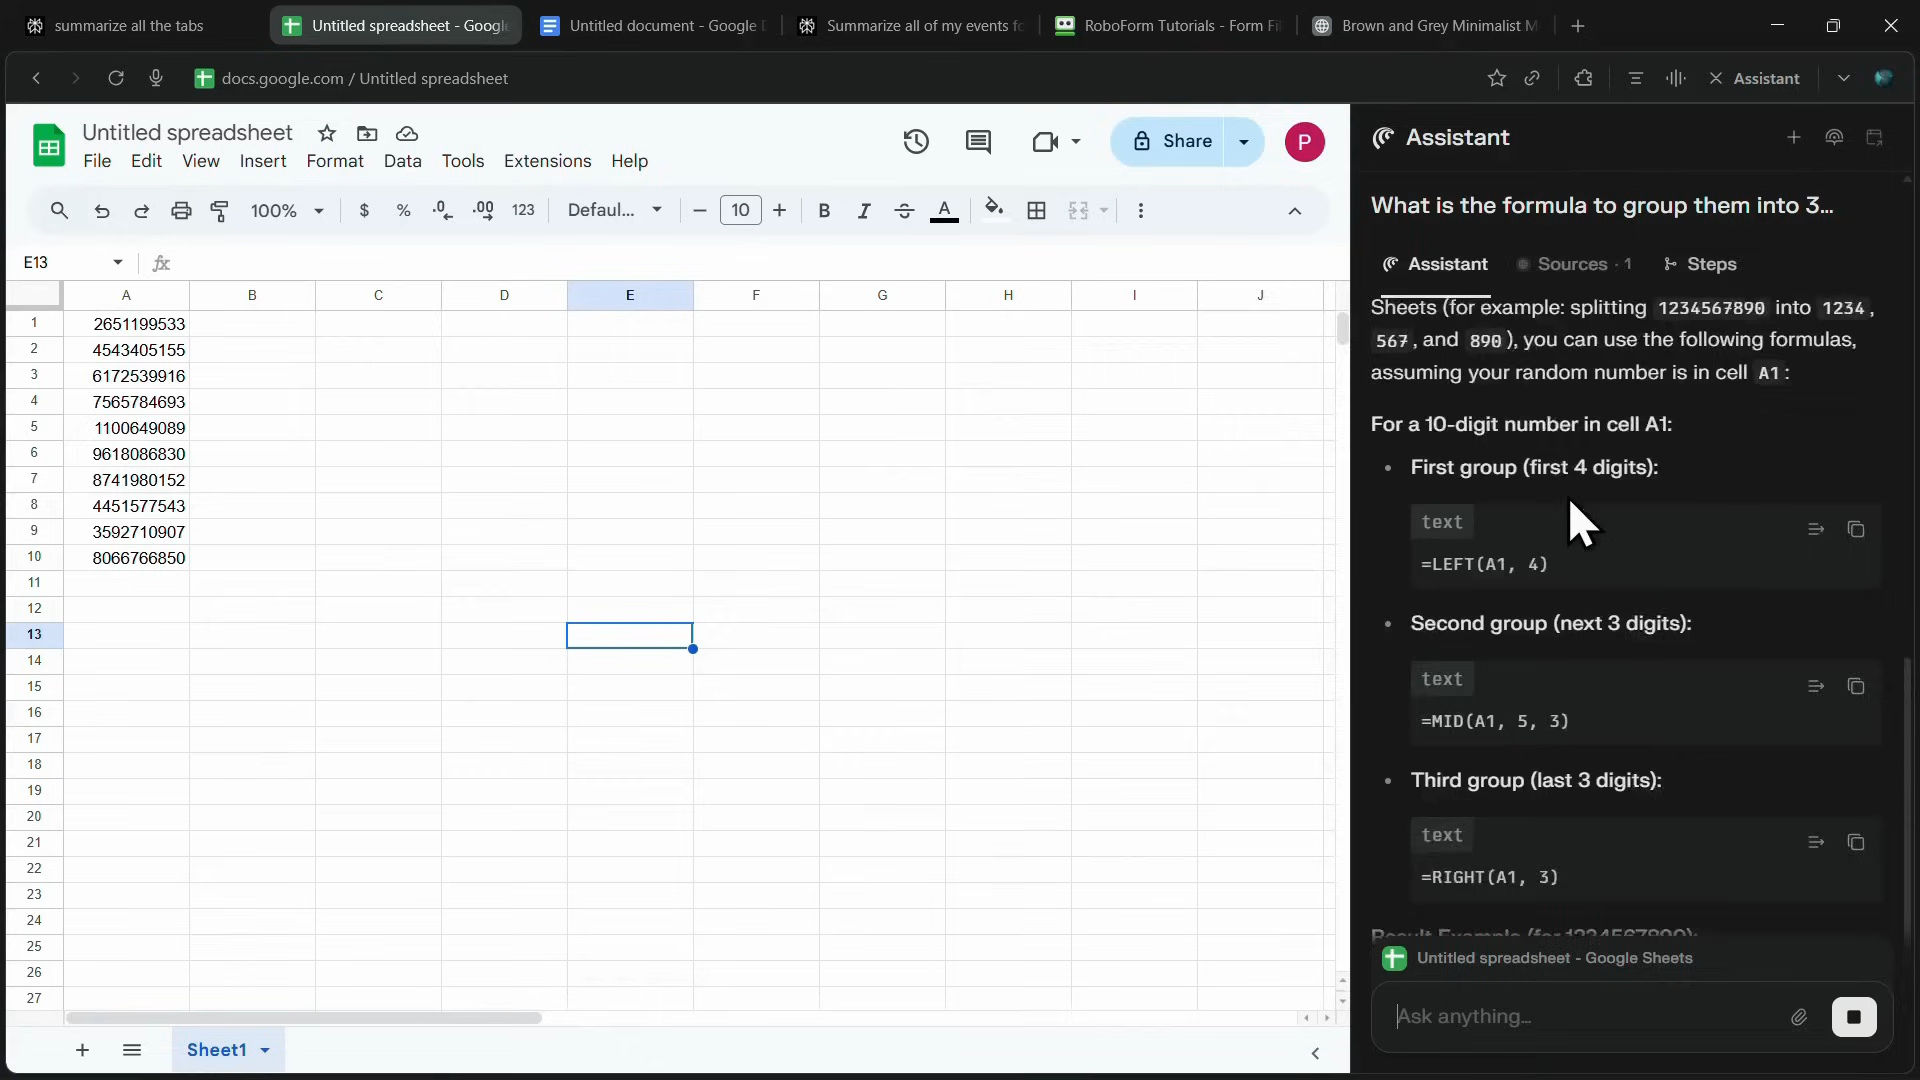 summarize all the tabs
Untitled spreadsheet - Google
Untitled document - Google D
Summarize all of my events fo
RoboForm Tutorials - Form Fi
Brown and Grey Minimalist M
docs.google.com / Untitled spreadsheet
Assistant
Untitled spreadsheet
Share
P
File Edit View Insert Format Data Tools Extensions Help
100% $ % .0 .00 123 Defaul... 10 B I S A
E13 fx
A B C D E F G H I J
1 2651199533
2 4543405155
3 6172539916
4 7565784693
5 1100649089
6 9618086830
7 8741980152
8 4451577543
9 3592710907
10 8066766850
11
12
13
14
15
16
17
18
19
20
21
22
23
24
25
26
27
Sheet1
Assistant
What is the formula to group them into 3...
Assistant Sources · 1 Steps
Sheets (for example: splitting 1234567890 into 1234,
567, and 890), you can use the following formulas,
assuming your random number is in cell A1:
For a 10-digit number in cell A1:
• First group (first 4 digits):
text
=LEFT(A1, 4)
• Second group (next 3 digits):
text
=MID(A1, 5, 3)
• Third group (last 3 digits):
text
=RIGHT(A1, 3)
Result Example (for 1234567890):
Untitled spreadsheet - Google Sheets
Ask anything...